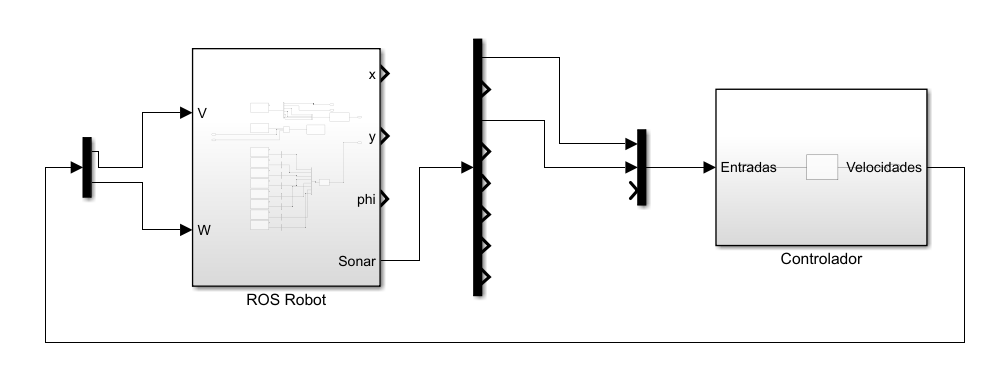 x
V
y
Entradas
Velocidades
phi
W
Sonar
Controlador
ROS Robot